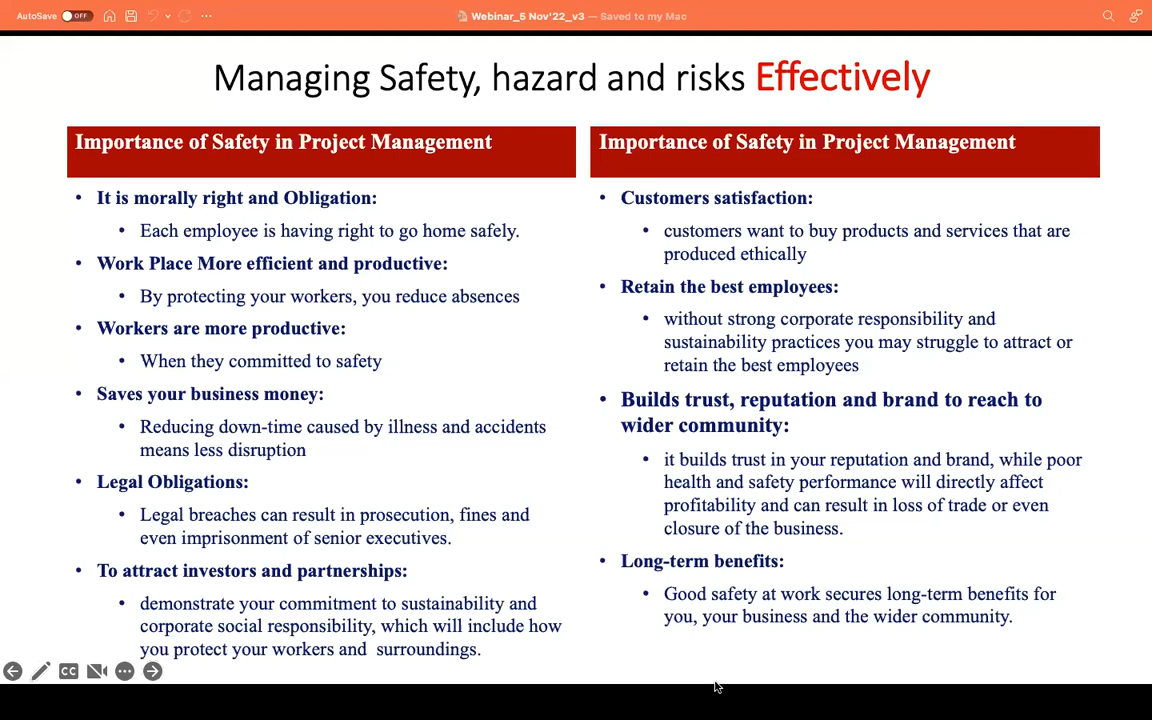 AutoSave OFF
Webinar_5 Nov'22_v3 — Saved to my Mac
Managing Safety, hazard and risks Effectively
Importance of Safety in Project Management
• It is morally right and Obligation:
• Each employee is having right to go home safely.
• Work Place More efficient and productive:
• By protecting your workers, you reduce absences
• Workers are more productive:
• When they committed to safety
• Saves your business money:
• Reducing down-time caused by illness and accidents
means less disruption
• Legal Obligations:
• Legal breaches can result in prosecution, fines and
even imprisonment of senior executives.
• To attract investors and partnerships:
• demonstrate your commitment to sustainability and
corporate social responsibility, which will include how
you protect your workers and surroundings.
Importance of Safety in Project Management
• Customers satisfaction:
• customers want to buy products and services that are
produced ethically
• Retain the best employees:
• without strong corporate responsibility and
sustainability practices you may struggle to attract or
retain the best employees
• Builds trust, reputation and brand to reach to
wider community:
• it builds trust in your reputation and brand, while poor
health and safety performance will directly affect
profitability and can result in loss of trade or even
closure of the business.
• Long-term benefits:
• Good safety at work secures long-term benefits for
you, your business and the wider community.
CC